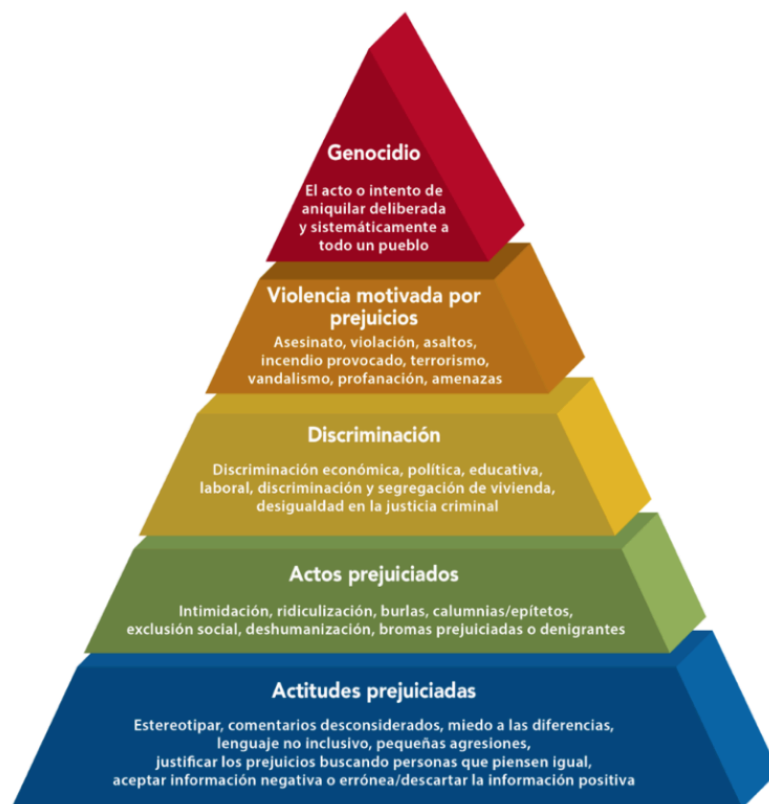 Genocidio
El acto o intento de
aniquilar deliberada
y sistemáticamente a
todo un pueblo
Violencia motivada por
prejuicios
Asesinato, violación, asaltos,
incendio provocado, terrorismo,
vandalismo, profanación, amenazas
Discriminación
Discriminación económica, política, educativa,
laboral, discriminación y segregación de vivienda,
desigualdad en la justicia criminal
Actos prejuiciados
Intimidación, ridiculización, burlas, calumnias/epítetos,
exclusión social, deshumanización, bromas prejuiciadas o denigrantes
Actitudes prejuiciadas
Estereotipar, comentarios desconsiderados, miedo a las diferencias,
lenguaje no inclusivo, pequeñas agresiones,
justificar los prejuicios buscando personas que piensen igual,
aceptar información negativa o errónea/descartar la información positiva